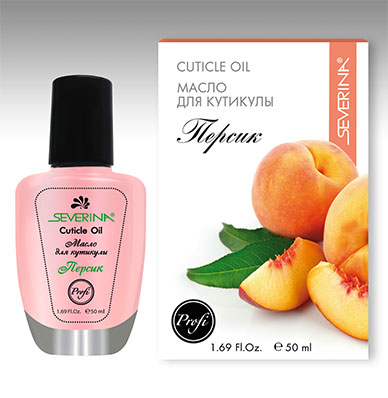 SEVERINA®
Cuticle Oil
Масло
для кутикулы
Персик
Profi
1.69 Fl.Oz. ℮ 50 ml
CUTICLE OIL
МАСЛО
ДЛЯ КУТИКУЛЫ
Персик
SEVERINA®
Profi
1.69 Fl.Oz. ℮ 50 ml